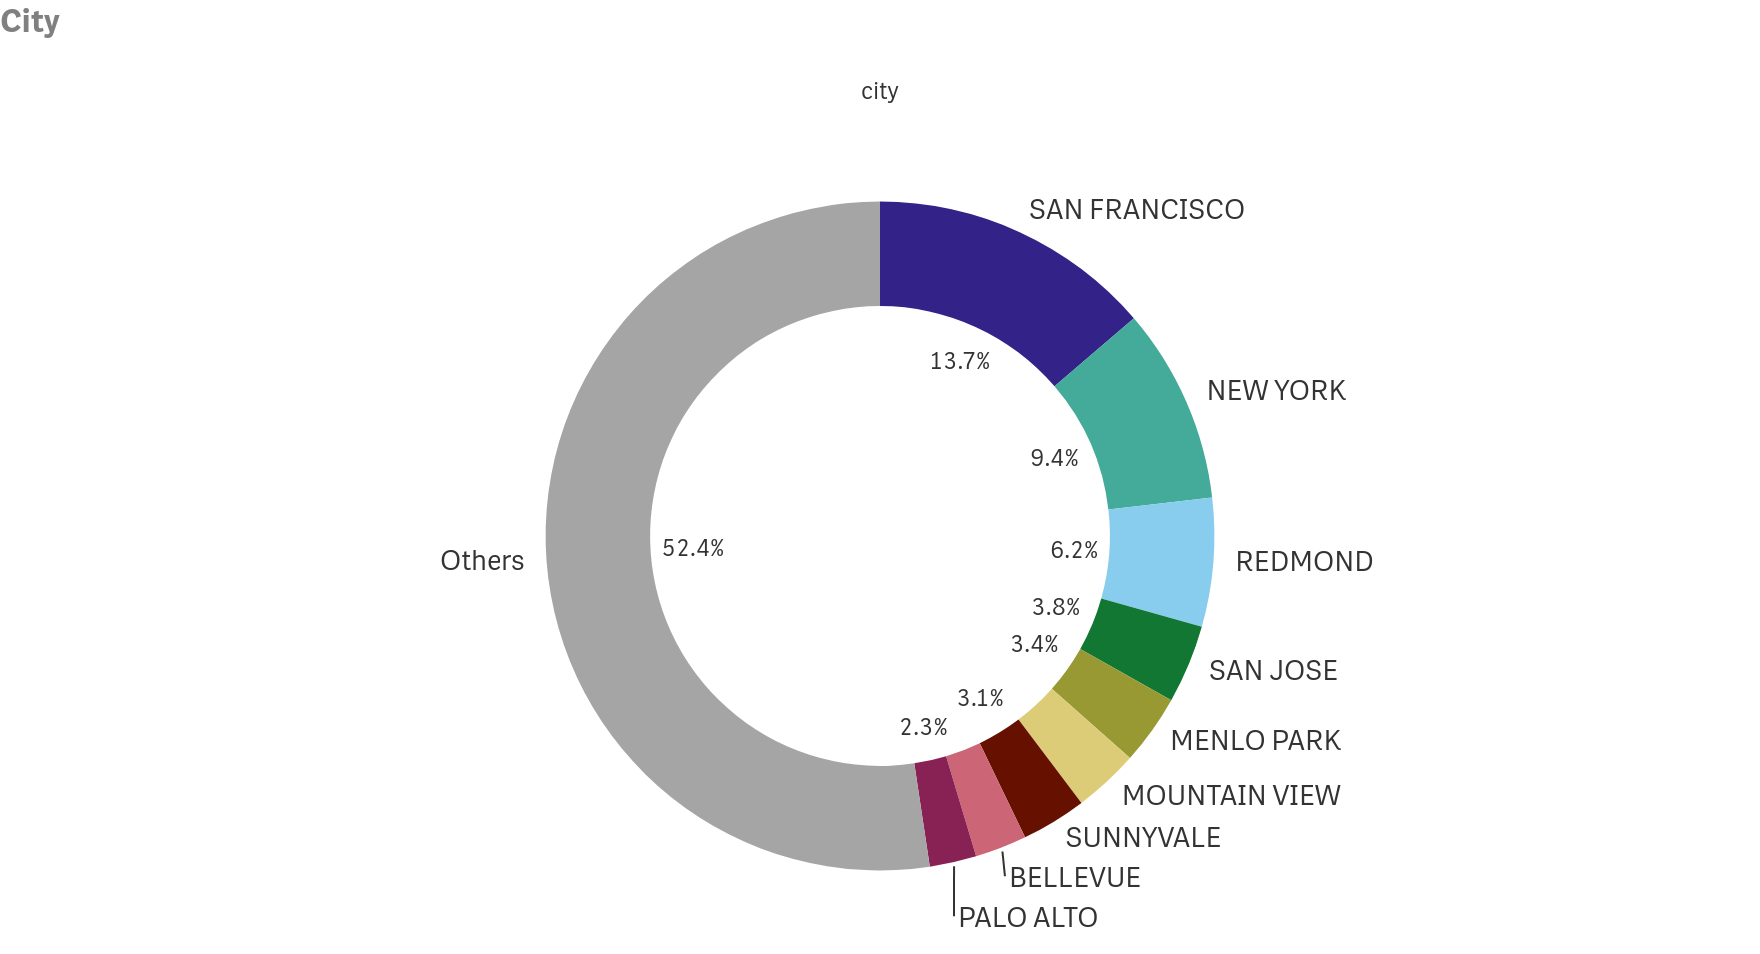 City
city
SAN FRANCISCO
13.7%
NEW YORK
9.4%
REDMOND
6.2%
Others
52.4%
3.8%
3.4%
SAN JOSE
3.1%
2.3%
MENLO PARK
MOUNTAIN VIEW
SUNNYVALE
BELLEVUE
PALO ALTO